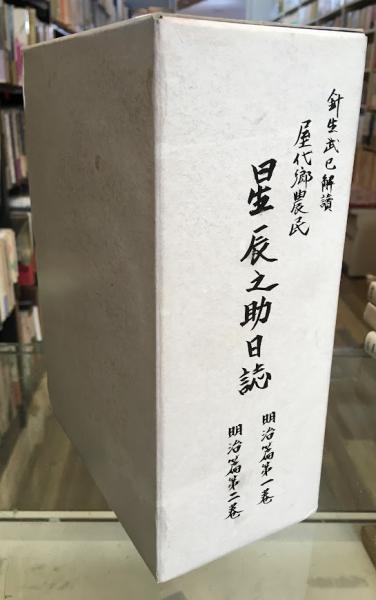 針生武巳解讀
屋代郷農民
星辰之助日誌
明治篇第一巻
明治篇第二巻